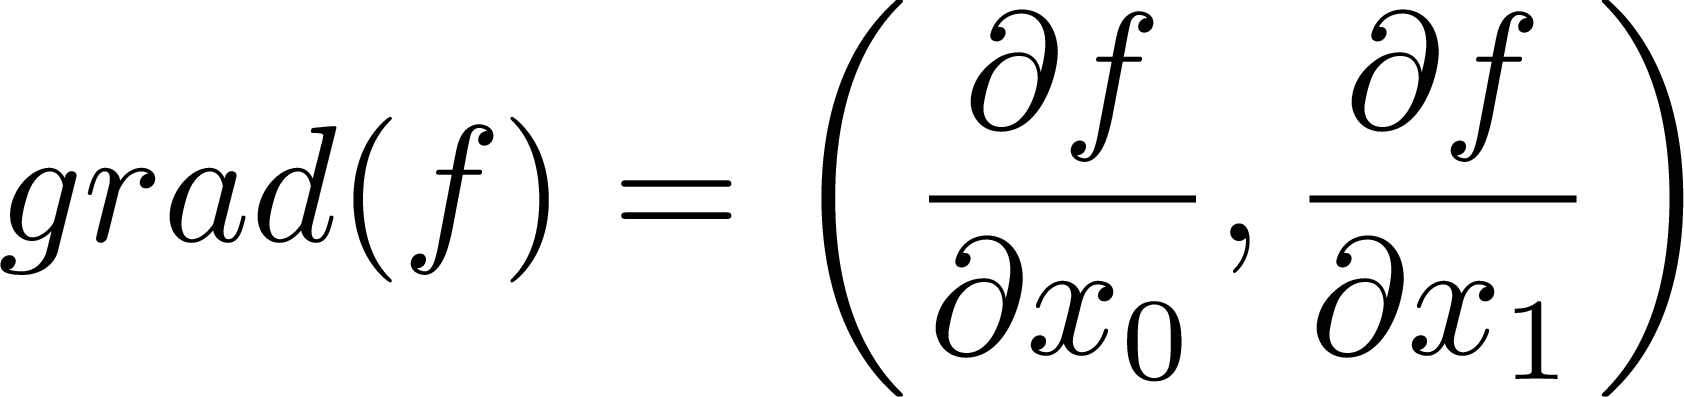 grad(f) = (∂f/∂x₀, ∂f/∂x₁)